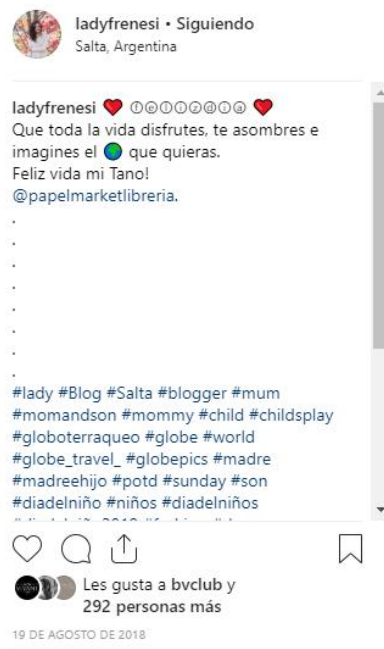 ladyfrenesi • Siguiendo
Salta, Argentina
ladyfrenesi ❤️ ⓕⓔⓛⓘⓩⓓⓘⓐ ❤️
Que toda la vida disfrutes, te asombres e
imagines el 🌍 que quieras.
Feliz vida mi Tano!
@papelmarketlibreria.
.
.
.
.
.
.
.
.
#lady #Blog #Salta #blogger #mum
#momandson #mommy #child #childsplay
#globoterraqueo #globe #world
#globe_travel_ #globepics #madre
#madreehijo #potd #sunday #son
#diadelniño #niños #diadelniños
Les gusta a bvclub y
292 personas más
19 DE AGOSTO DE 2018